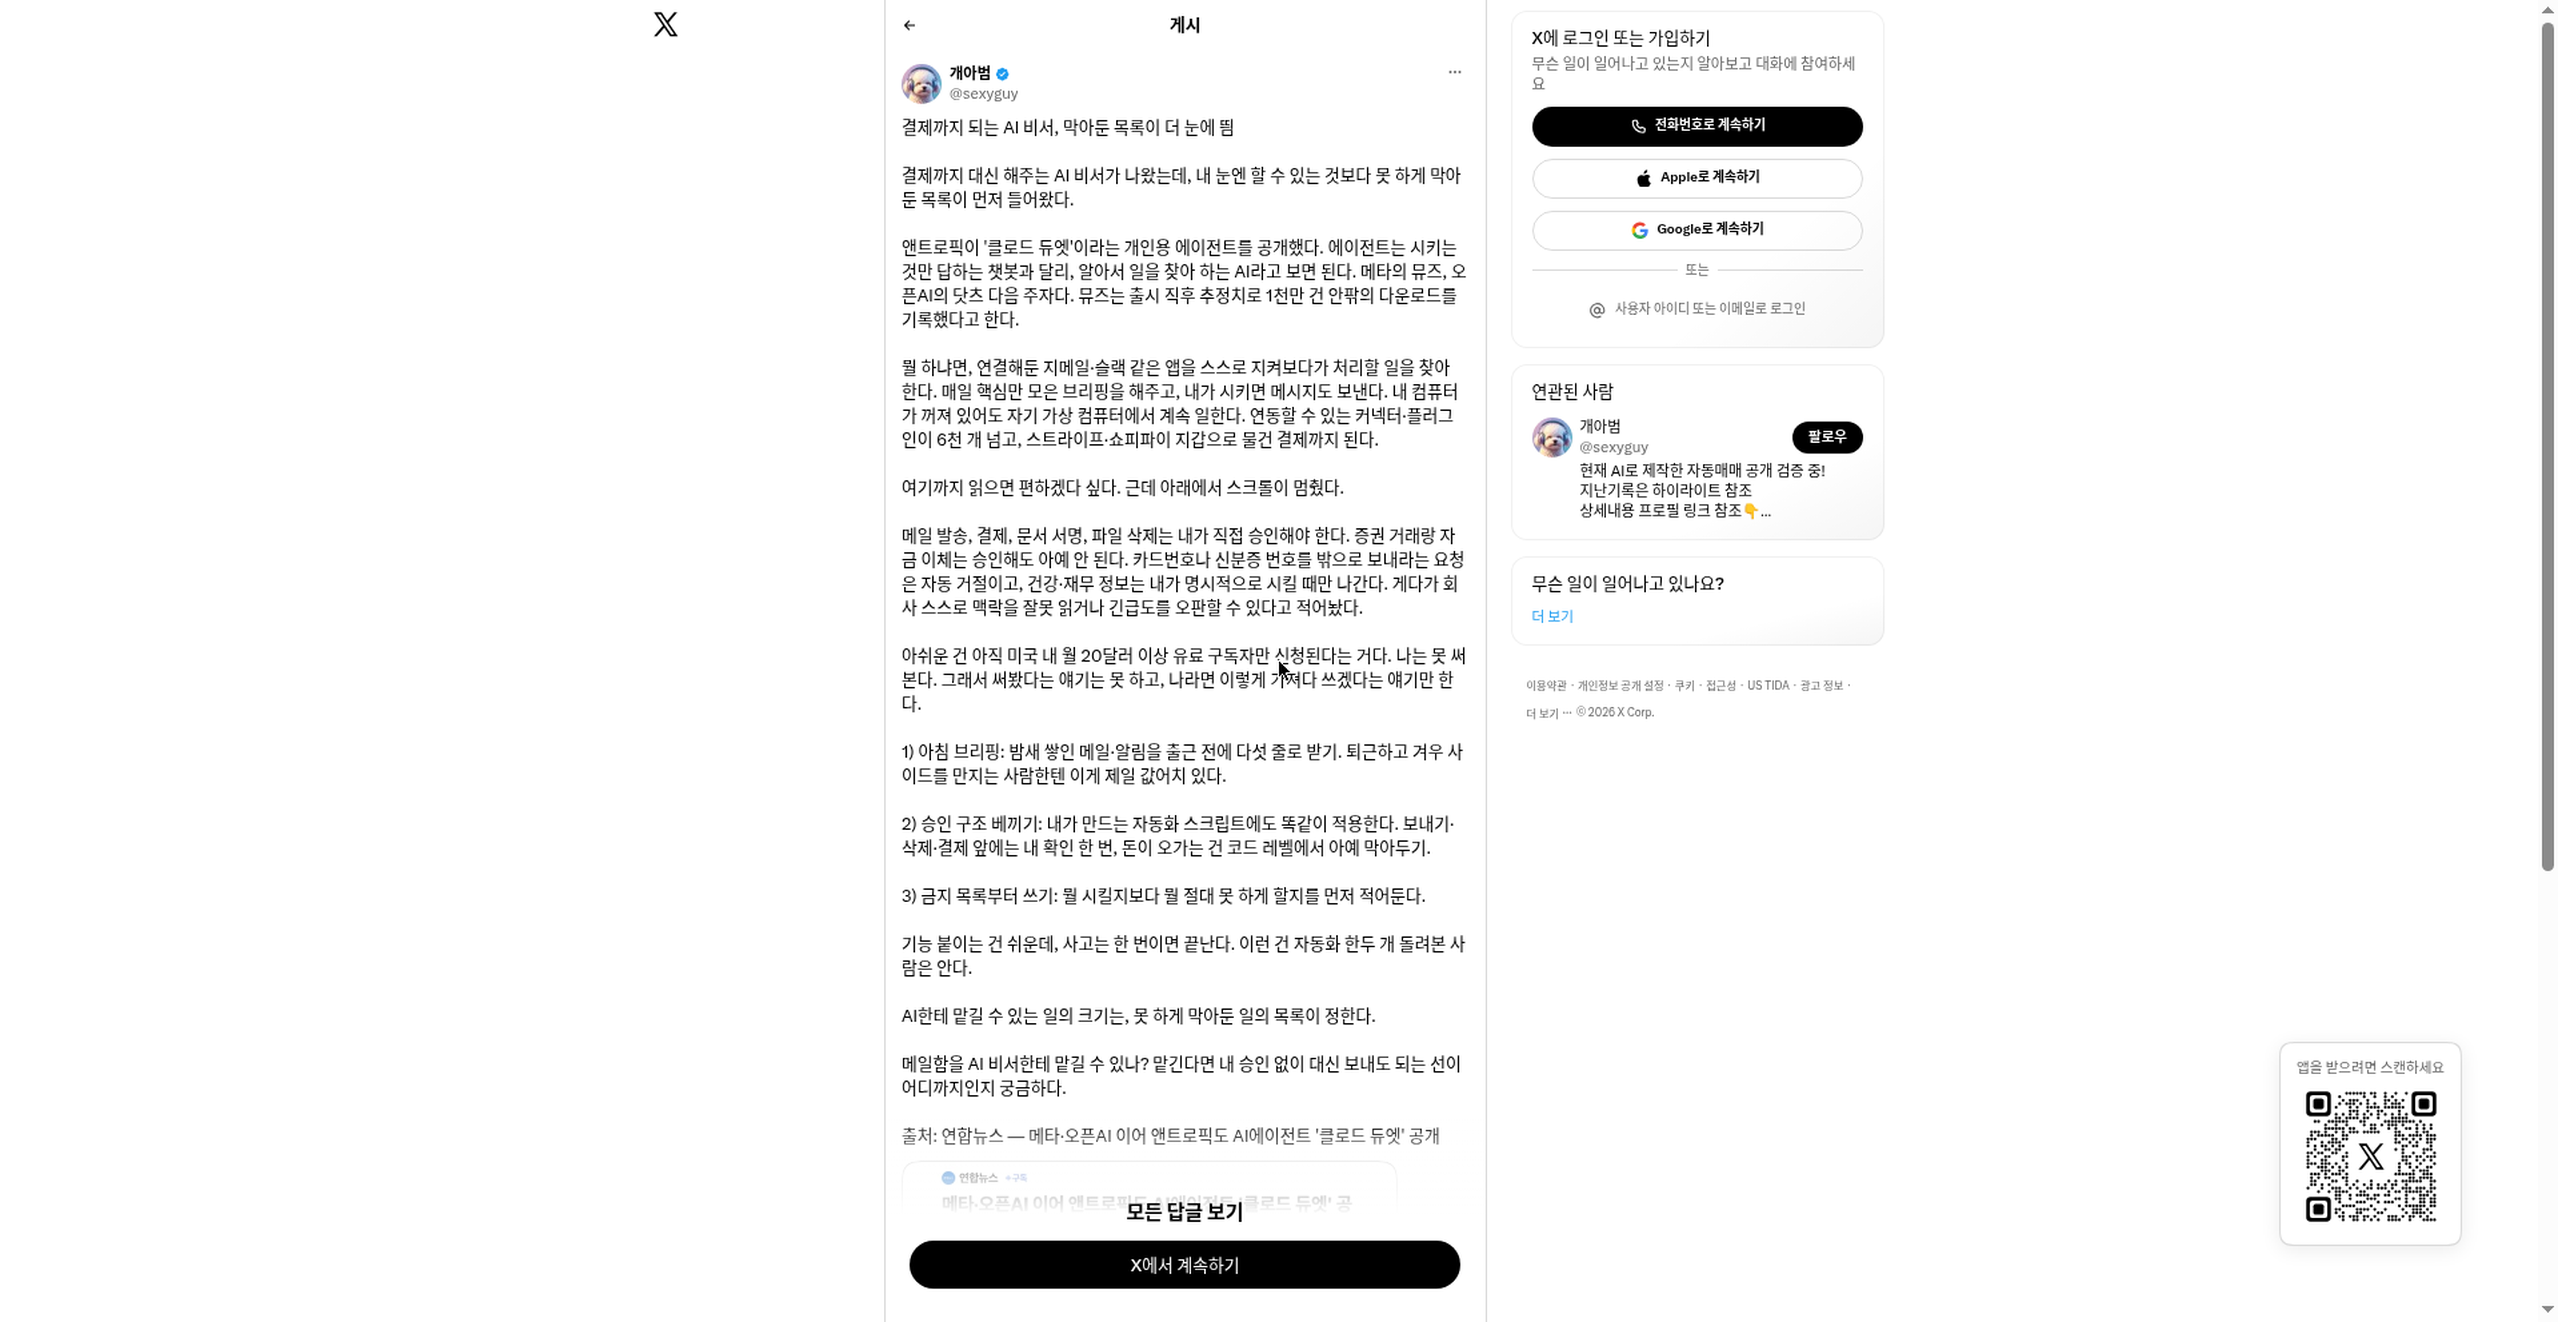 게시
개아범
@sexyguy
결제까지 되는 AI 비서, 막아둔 목록이 더 눈에 띔
결제까지 대신 해주는 AI 비서가 나왔는데, 내 눈엔 할 수 있는 것보다 못 하게 막아
둔 목록이 먼저 들어왔다.
앤트로픽이 '클로드 듀엣'이라는 개인용 에이전트를 공개했다. 에이전트는 시키는
것만 답하는 챗봇과 달리, 알아서 일을 찾아 하는 AI라고 보면 된다. 메타의 뮤즈, 오
픈AI의 닷츠 다음 주자다. 뮤즈는 출시 직후 추정치로 1천만 건 안팎의 다운로드를
기록했다고 한다.
뭘 하냐면, 연결해둔 지메일·슬랙 같은 앱을 스스로 지켜보다가 처리할 일을 찾아
한다. 매일 핵심만 모은 브리핑을 해주고, 내가 시키면 메시지도 보낸다. 내 컴퓨터
가 꺼져 있어도 자기 가상 컴퓨터에서 계속 일한다. 연동할 수 있는 커넥터·플러그
인이 6천 개 넘고, 스트라이프·쇼피파이 지갑으로 물건 결제까지 된다.
여기까지 읽으면 편하겠다 싶다. 근데 아래에서 스크롤이 멈췄다.
메일 발송, 결제, 문서 서명, 파일 삭제는 내가 직접 승인해야 한다. 증권 거래랑 자
금 이체는 승인해도 아예 안 된다. 카드번호나 신분증 번호를 밖으로 보내라는 요청
은 자동 거절이고, 건강·재무 정보는 내가 명시적으로 시킬 때만 나간다. 게다가 회
사 스스로 맥락을 잘못 읽거나 긴급도를 오판할 수 있다고 적어놨다.
아쉬운 건 아직 미국 내 월 20달러 이상 유료 구독자만 신청된다는 거다. 나는 못 써
본다. 그래서 써봤다는 얘기는 못 하고, 나라면 이렇게 가져다 쓰겠다는 얘기만 한
다.
1) 아침 브리핑: 밤새 쌓인 메일·알림을 출근 전에 다섯 줄로 받기. 퇴근하고 겨우 사
이드를 만지는 사람한텐 이게 제일 값어치 있다.
2) 승인 구조 베끼기: 내가 만드는 자동화 스크립트에도 똑같이 적용한다. 보내기·
삭제·결제 앞에는 내 확인 한 번, 돈이 오가는 건 코드 레벨에서 아예 막아두기.
3) 금지 목록부터 쓰기: 뭘 시킬지보다 뭘 절대 못 하게 할지를 먼저 적어둔다.
기능 붙이는 건 쉬운데, 사고는 한 번이면 끝난다. 이런 건 자동화 한두 개 돌려본 사
람은 안다.
AI한테 맡길 수 있는 일의 크기는, 못 하게 막아둔 일의 목록이 정한다.
메일함을 AI 비서한테 맡길 수 있나? 맡긴다면 내 승인 없이 대신 보내도 되는 선이
어디까지인지 궁금하다.
출처: 연합뉴스 — 메타·오픈AI 이어 앤트로픽도 AI에이전트 '클로드 듀엣' 공개
연합뉴스 +구독
메타·오픈AI 이어 앤트로픽도 AI에이전트 '클로드 듀엣' 공
모든 답글 보기
X에서 계속하기
X에 로그인 또는 가입하기
무슨 일이 일어나고 있는지 알아보고 대화에 참여하세
요
전화번호로 계속하기
Apple로 계속하기
Google로 계속하기
또는
사용자 아이디 또는 이메일로 로그인
연관된 사람
개아범
@sexyguy
팔로우
현재 AI로 제작한 자동매매 공개 검증 중!
지난기록은 하이라이트 참조
상세내용 프로필 링크 참조👇...
무슨 일이 일어나고 있나요?
더 보기
이용약관 · 개인정보 공개 설정 · 쿠키 · 접근성 · US TIDA · 광고 정보 ·
더 보기 ··· © 2026 X Corp.
앱을 받으려면 스캔하세요